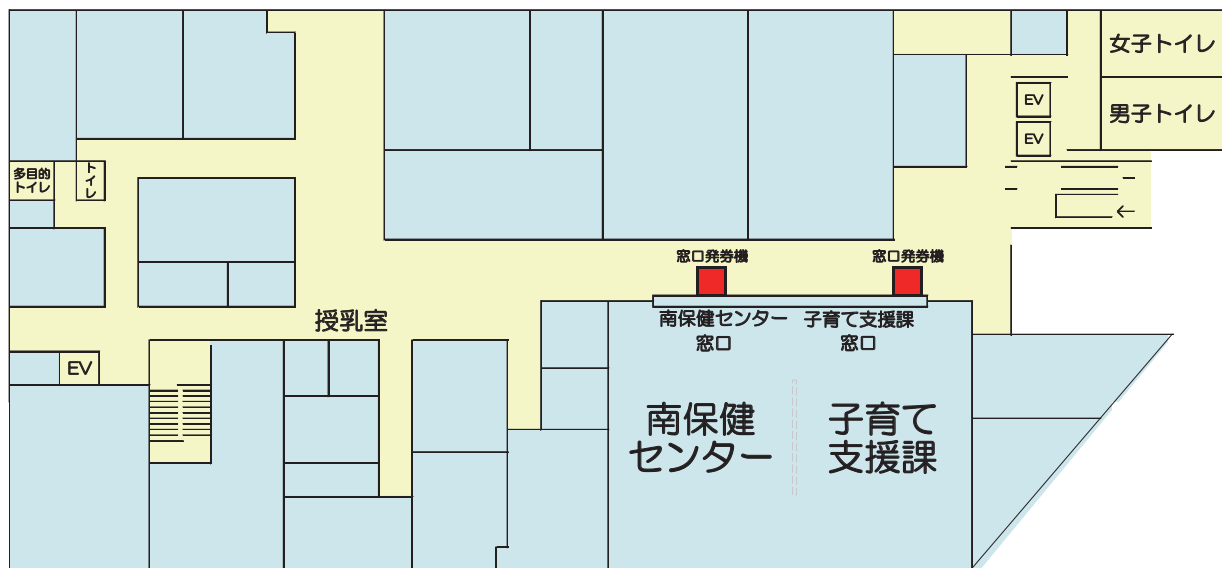 女子トイレ
EV
男子トイレ
EV
多目的
トイレ
トイレ
窓口発券機
窓口発券機
授乳室
南保健センター
窓口
子育て支援課
窓口
EV
南保健
センター
子育て
支援課